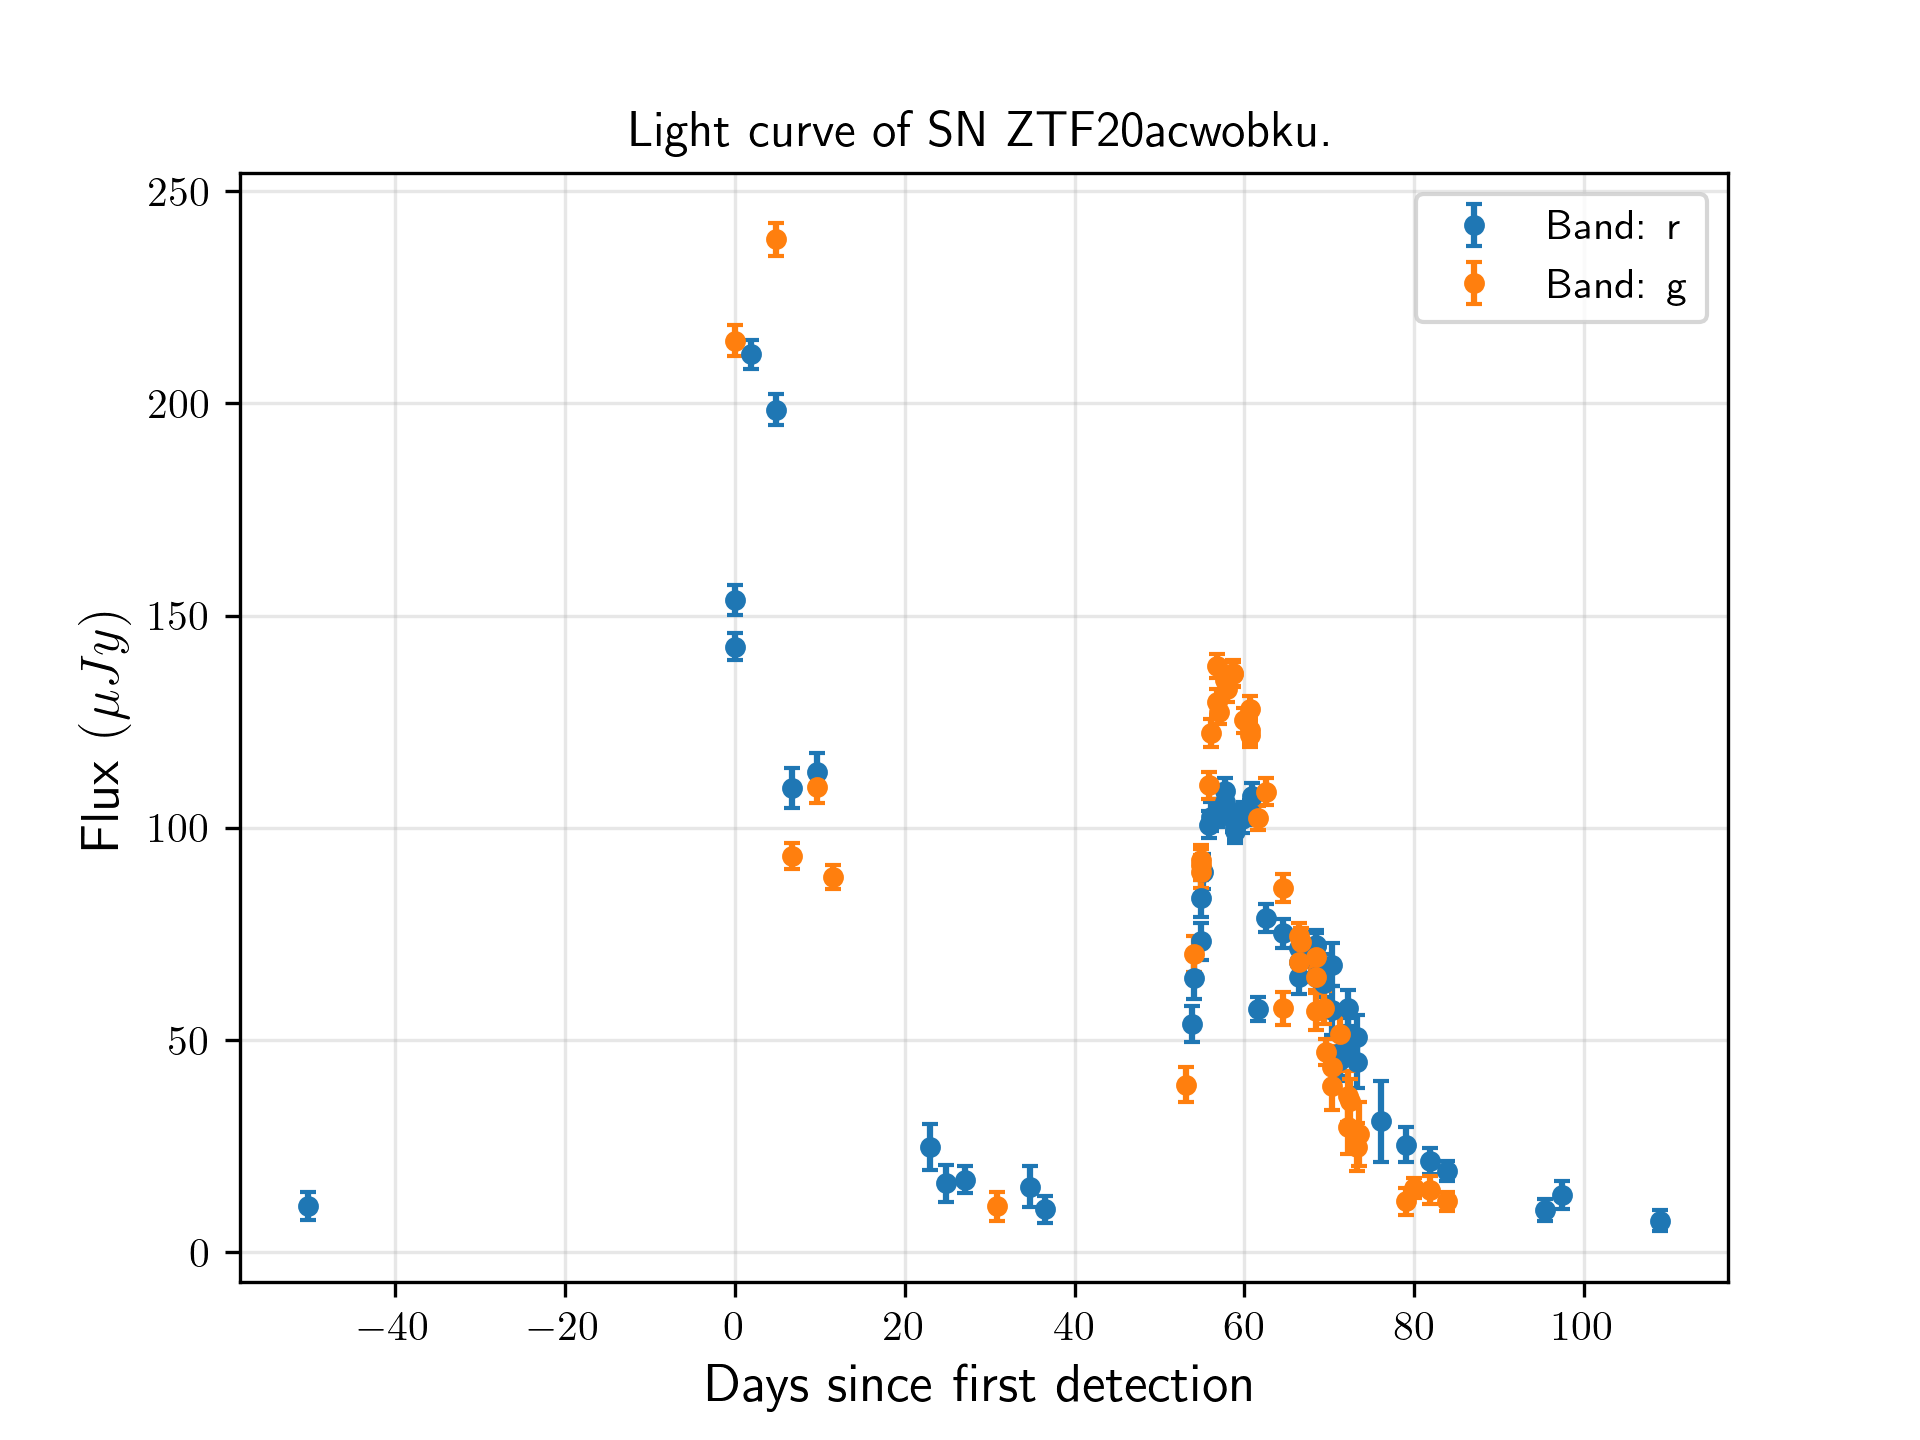 Light curve of SN ZTF20acwobku.
250
200
150
100
50
0
Flux (μJy)
Band: r
Band: g
−40 −20 0 20 40 60 80 100
Days since first detection